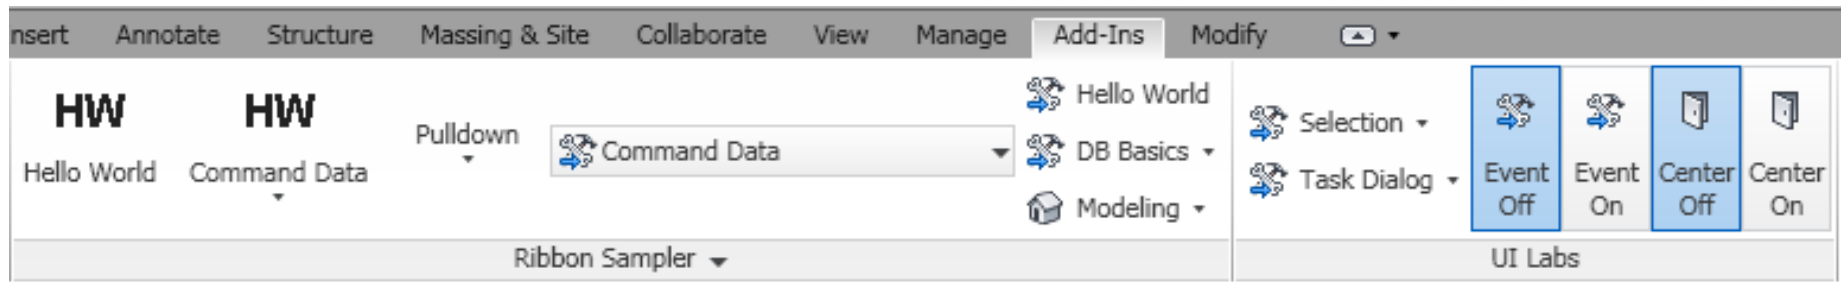 nsert Annotate Structure Massing & Site Collaborate View Manage Add-Ins Modify
HW
Hello World
HW
Command Data
Pulldown
Command Data
Hello World
DB Basics
Modeling
Ribbon Sampler
Selection
Task Dialog
Event
Off
Event
On
Center
Off
Center
On
UI Labs